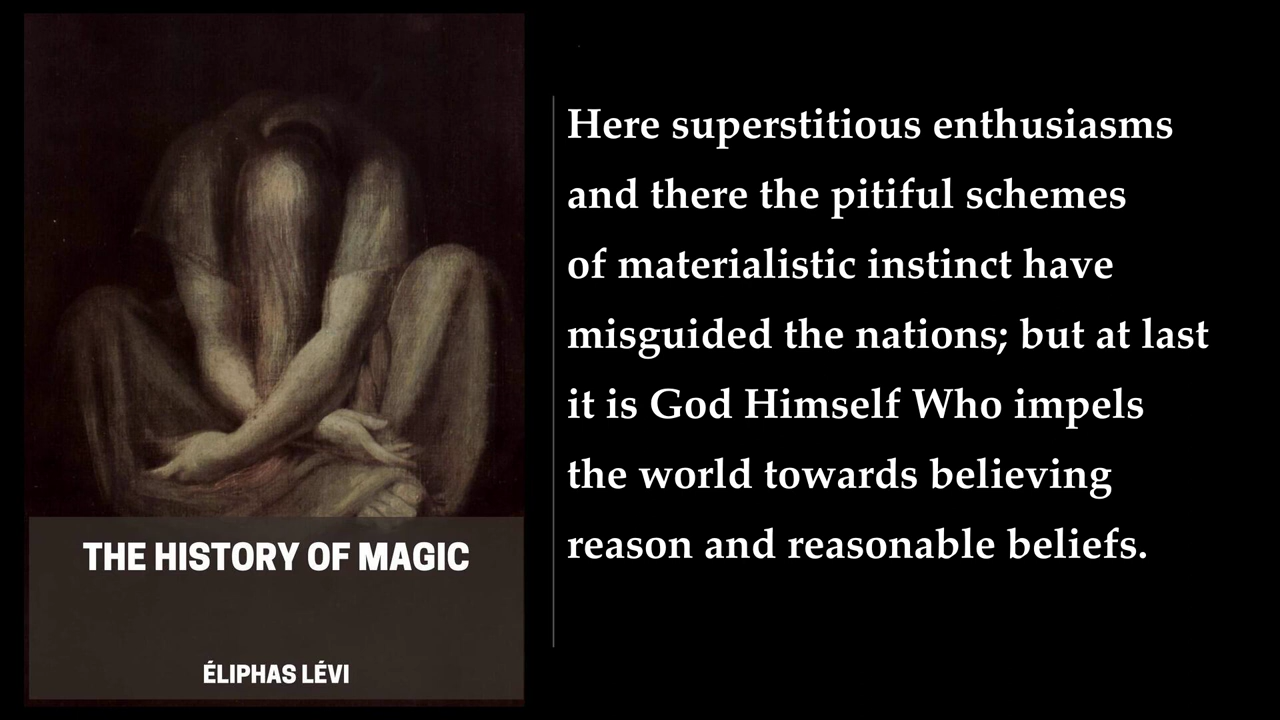 THE HISTORY OF MAGIC
ÉLIPHAS LÉVI
Here superstitious enthusiasms
and there the pitiful schemes
of materialistic instinct have
misguided the nations; but at last
it is God Himself Who impels
the world towards believing
reason and reasonable beliefs.